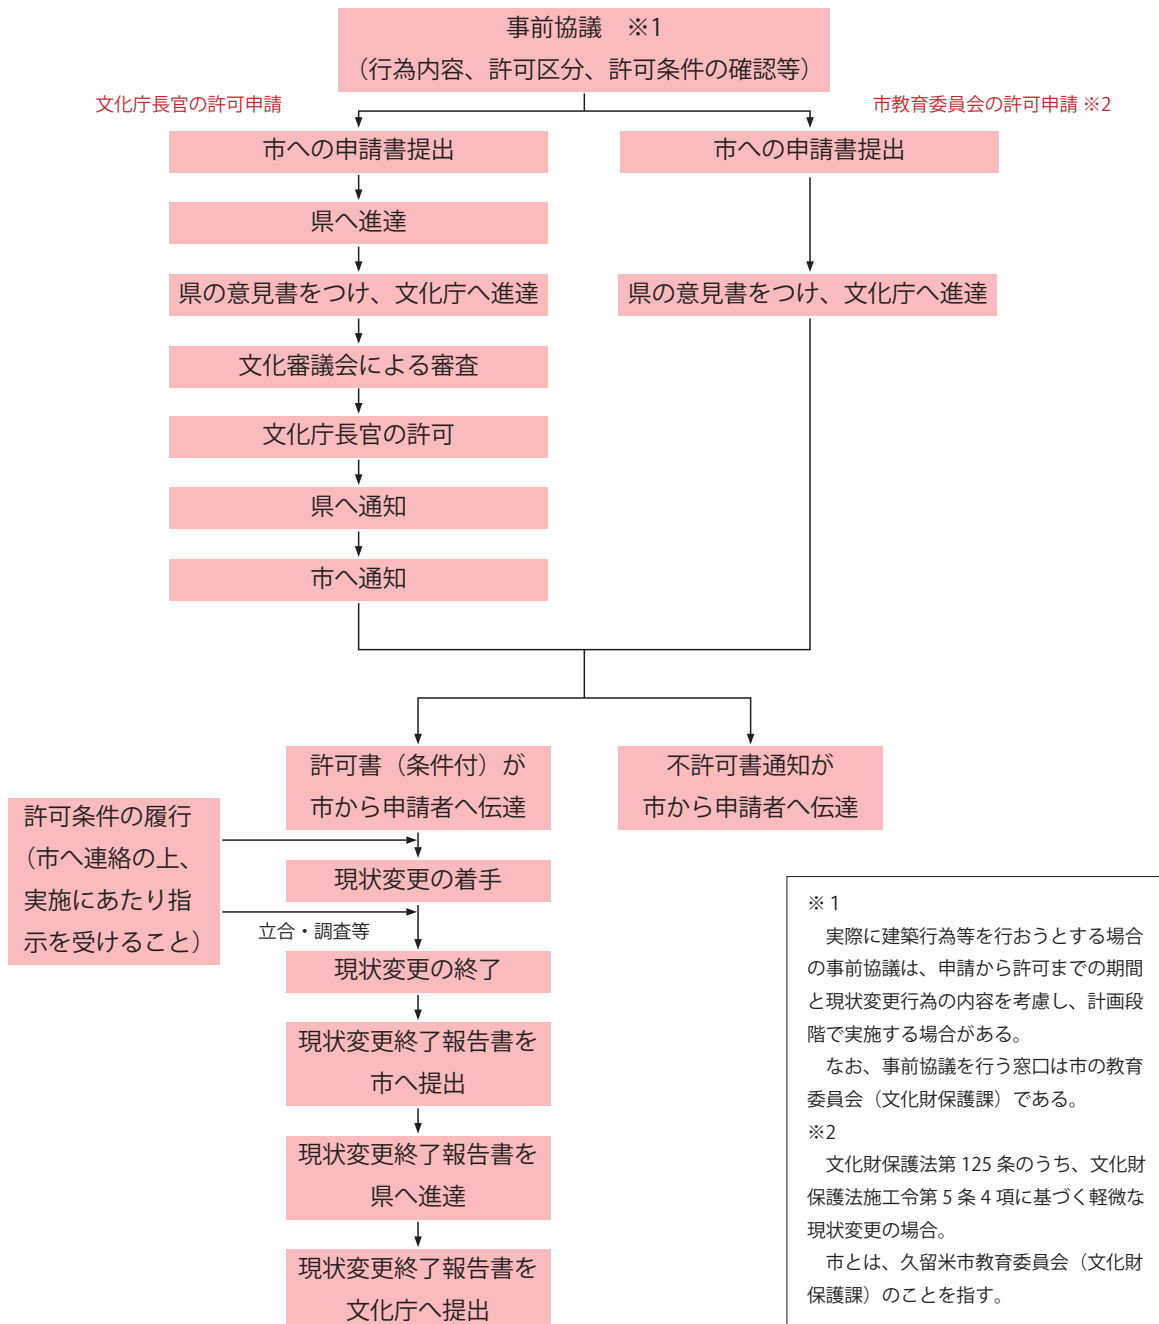 事前協議　※1
（行為内容、許可区分、許可条件の確認等）
文化庁長官の許可申請
市教育委員会の許可申請 ※2
市への申請書提出
市への申請書提出
県へ進達
県の意見書をつけ、文化庁へ進達
県の意見書をつけ、文化庁へ進達
文化審議会による審査
文化庁長官の許可
県へ通知
市へ通知
許可書（条件付）が
市から申請者へ伝達
不許可書通知が
市から申請者へ伝達
許可条件の履行
（市へ連絡の上、
実施にあたり指
示を受けること）
現状変更の着手
立合・調査等
現状変更の終了
現状変更終了報告書を
市へ提出
現状変更終了報告書を
県へ進達
現状変更終了報告書を
文化庁へ提出
※ 1
　実際に建築行為等を行おうとする場合
の事前協議は、申請から許可までの期間
と現状変更行為の内容を考慮し、計画段
階で実施する場合がある。
　なお、事前協議を行う窓口は市の教育
委員会（文化財保護課）である。
※2
　文化財保護法第 125 条のうち、文化財
保護法施工令第 5 条 4 項に基づく軽微な
現状変更の場合。
　市とは、久留米市教育委員会（文化財
保護課）のことを指す。